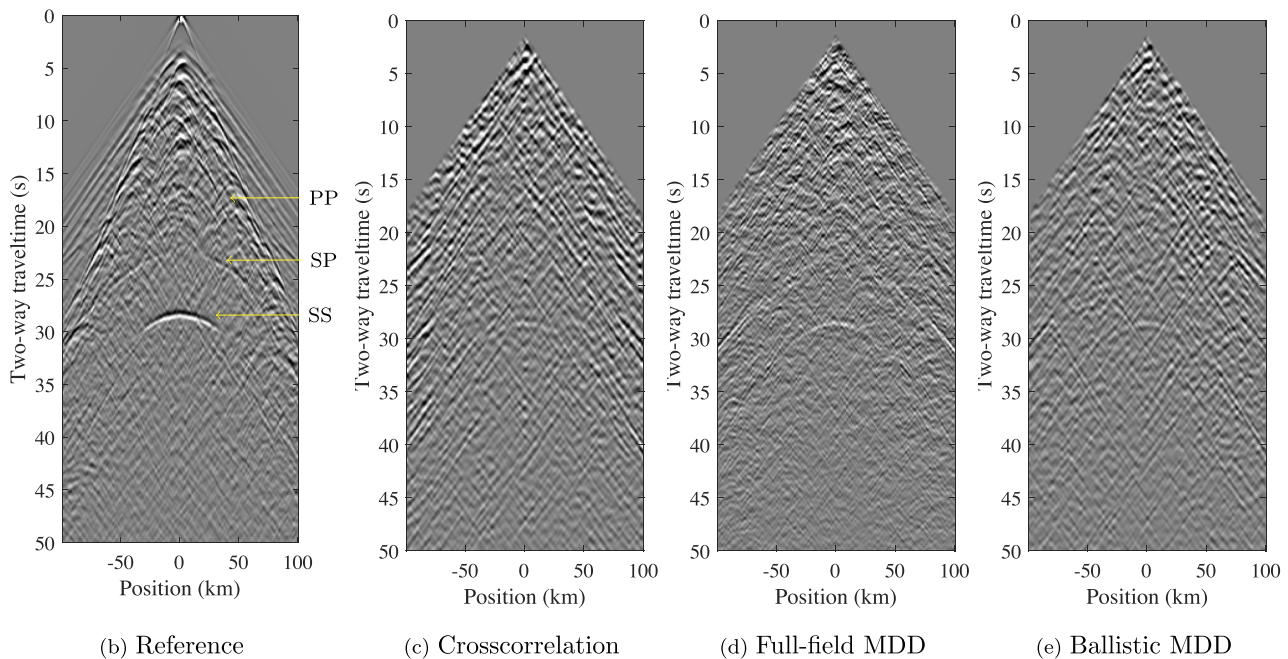 0
5
10
15
20
25
30
35
40
45
50
Two-way traveltime (s)
-50 0 50 100
Position (km)
PP
SP
SS
(b) Reference
0
5
10
15
20
25
30
35
40
45
50
Two-way traveltime (s)
-50 0 50 100
Position (km)
(c) Crosscorrelation
0
5
10
15
20
25
30
35
40
45
50
Two-way traveltime (s)
-50 0 50 100
Position (km)
(d) Full-field MDD
0
5
10
15
20
25
30
35
40
45
50
Two-way traveltime (s)
-50 0 50 100
Position (km)
(e) Ballistic MDD